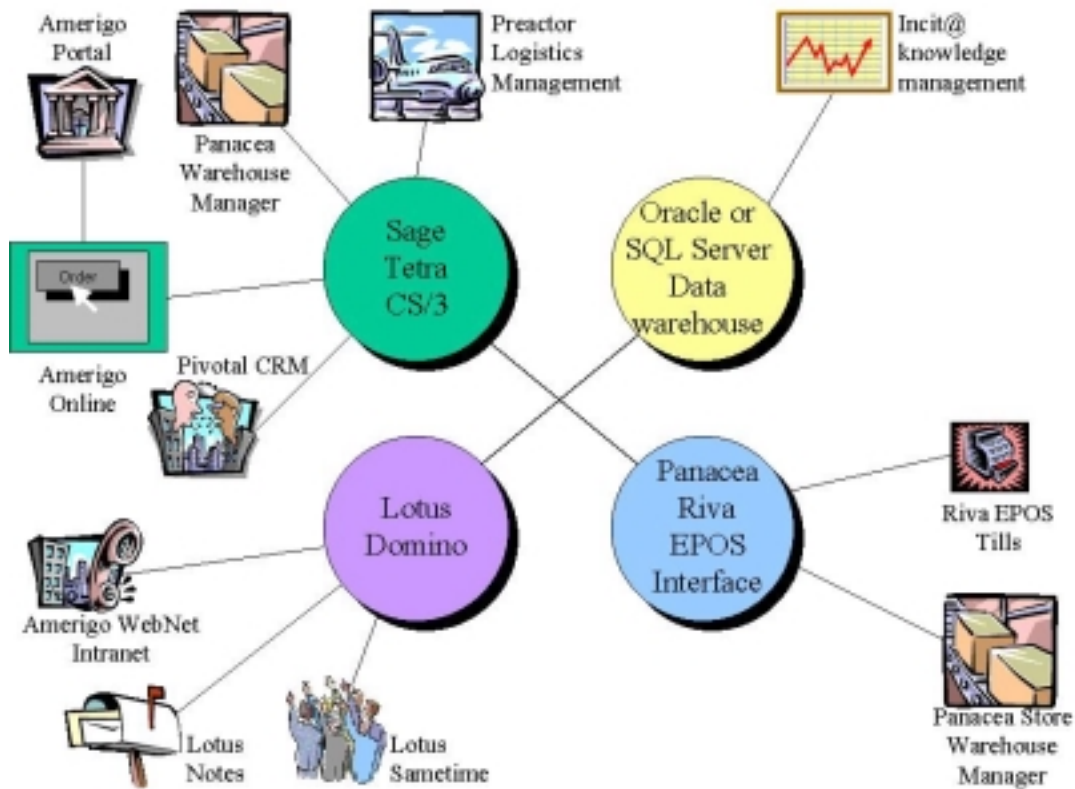 Amerigo
Portal
Panacea
Warehouse
Manager
Preactor
Logistics
Management
Incit@
knowledge
management
Sage
Tetra
CS/3
Oracle or
SQL Server
Data
warehouse
Order
Amerigo
Online
Pivotal CRM
Lotus
Domino
Panacea
Riva
EPOS
Interface
Riva EPOS
Tills
Amerigo WebNet
Intranet
Lotus
Notes
Lotus
Sametime
Panacea Store
Warehouse
Manager